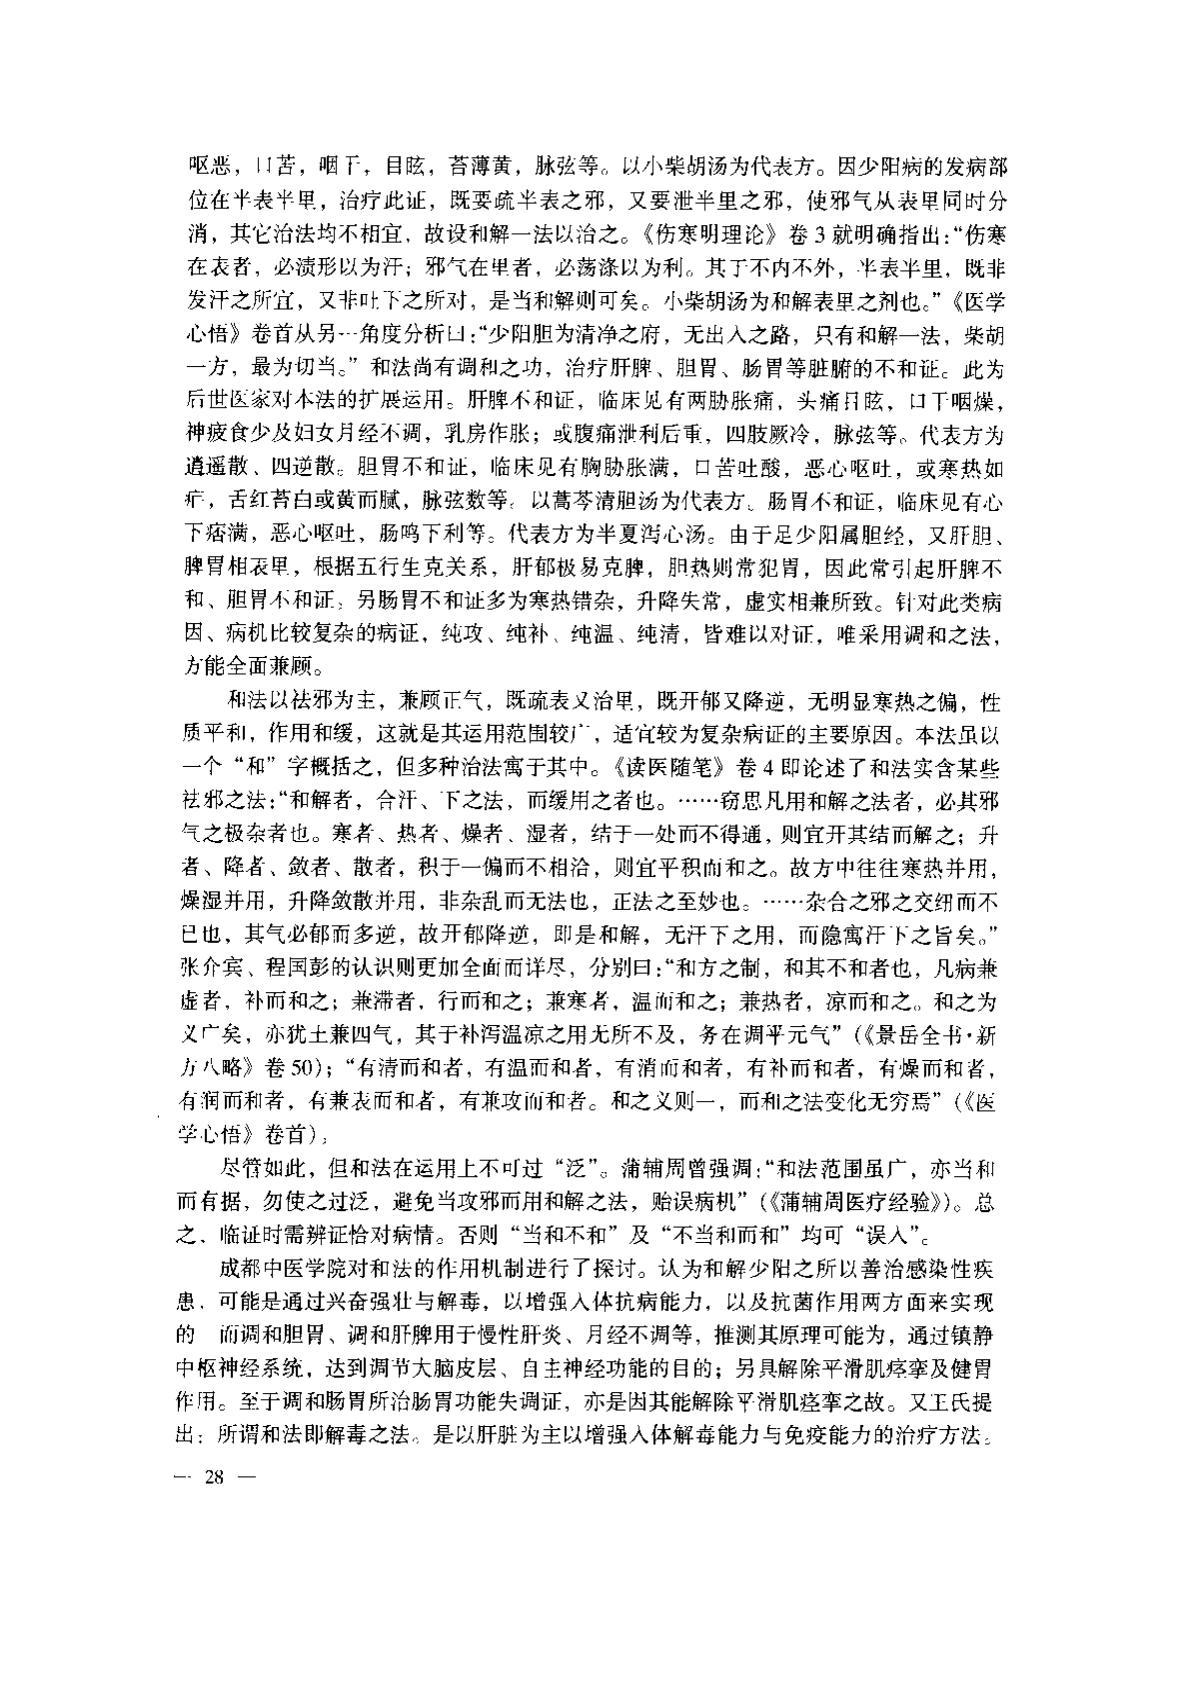 呕恶，口苦，咽干，目眩，苔薄黄，脉弦等。以小柴胡汤为代表方。因少阳病的发病部
位在半表半里，治疗此证，既要疏半表之邪，又要泄半里之邪，使邪气从表里同时分
消，其它治法均不相宜，故设和解一法以治之。《伤寒明理论》卷3就明确指出：“伤寒
在表者，必渍形以为汗；邪气在里者，必荡涤以为利。其于不内不外，半表半里，既非
发汗之所宜，又非吐下之所对，是当和解则可矣。小柴胡汤为和解表里之剂也。”《医学
心悟》卷首从另一角度分析曰：“少阳胆为清净之府，无出入之路，只有和解一法，柴胡
一方，最为切当。”和法尚有调和之功，治疗肝脾、胆胃、肠胃等脏腑的不和证。此为
后世医家对本法的扩展运用。肝脾不和证，临床见有两胁胀痛，头痛目眩，口干咽燥，
神疲食少及妇女月经不调，乳房作胀；或腹痛泄利后重，四肢厥冷，脉弦等。代表方为
逍遥散、四逆散。胆胃不和证，临床见有胸胁胀满，口苦吐酸，恶心呕吐，或寒热如
疟，舌红苔白或黄而腻，脉弦数等。以蒿芩清胆汤为代表方。肠胃不和证，临床见有心
下痞满，恶心呕吐，肠鸣下利等。代表方为半夏泻心汤。由于足少阳属胆经，又肝胆、
脾胃相表里，根据五行生克关系，肝郁极易克脾，胆热则常犯胃，因此常引起肝脾不
和、胆胃不和证，另肠胃不和证多为寒热错杂，升降失常，虚实相兼所致。针对此类病
因、病机比较复杂的病证，纯攻、纯补、纯温、纯清，皆难以对证，唯采用调和之法，
方能全面兼顾。
和法以祛邪为主，兼顾正气，既疏表又治里，既开郁又降逆，无明显寒热之偏，性
质平和，作用和缓，这就是其运用范围较广，适宜较为复杂病证的主要原因。本法虽以
一个“和”字概括之，但多种治法寓于其中。《读医随笔》卷4即论述了和法实含某些
祛邪之法：“和解者，合汗、下之法，而缓用之者也。……窃思凡用和解之法者，必其邪
气之极杂者也。寒者、热者、燥者、湿者，结于一处而不得通，则宜开其结而解之；升
者、降者、敛者、散者，积于一偏而不相洽，则宜平积而和之。故方中往往寒热并用，
燥湿并用，升降敛散并用，非杂乱而无法也，正法之至妙也。……杂合之邪之交纽而不
已也，其气必郁而多逆，故开郁降逆，即是和解，无汗下之用，而隐寓汗下之旨矣。”
张介宾、程国彭的认识则更加全面而详尽，分别曰：“和方之制，和其不和者也，凡病兼
虚者，补而和之；兼滞者，行而和之；兼寒者，温而和之；兼热者，凉而和之。和之为
义广矣，亦犹土兼四气，其于补泻温凉之用无所不及，务在调平元气”（《景岳全书·新
方八略》卷50）；“有清而和者，有温而和者，有消而和者，有补而和者，有燥而和者，
有润而和者，有兼表而和者，有兼攻而和者。和之义则一，而和之法变化无穷焉”（《医
学心悟》卷首）。
尽管如此，但和法在运用上不可过“泛”。蒲辅周曾强调：“和法范围虽广，亦当和
而有据，勿使之过泛，避免当攻邪而用和解之法，贻误病机”（《蒲辅周医疗经验》）。总
之，临证时需辨证恰对病情。否则“当和不和”及“不当和而和”均可“误人”。
成都中医学院对和法的作用机制进行了探讨。认为和解少阳之所以善治感染性疾
患，可能是通过兴奋强壮与解毒，以增强人体抗病能力，以及抗菌作用两方面来实现
的 而调和胆胃、调和肝脾用于慢性肝炎、月经不调等，推测其原理可能为，通过镇静
中枢神经系统，达到调节大脑皮层、自主神经功能的目的；另具解除平滑肌痉挛及健胃
作用。至于调和肠胃所治肠胃功能失调证，亦是因其能解除平滑肌痉挛之故。又王氏提
出：所谓和法即解毒之法。是以肝脏为主以增强人体解毒能力与免疫能力的治疗方法。
— 28 —